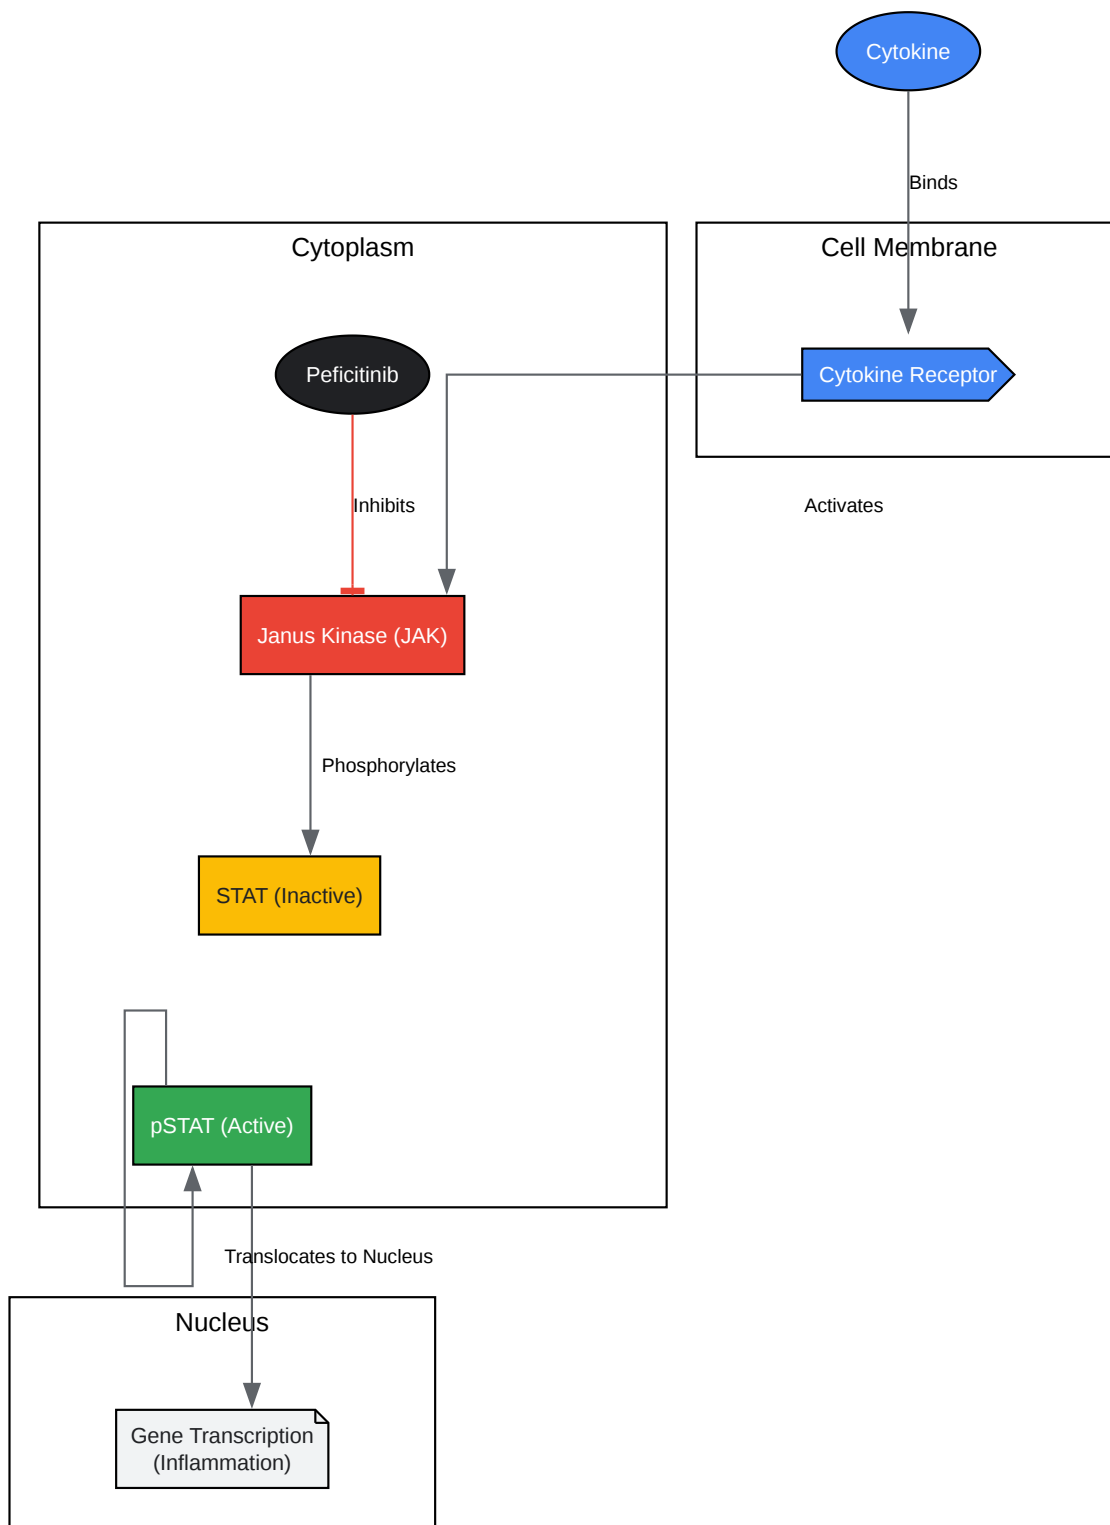 Cytokine
Binds
Cytoplasm
Cell Membrane
Peficitinib
Cytokine Receptor
Inhibits
Activates
Janus Kinase (JAK)
Phosphorylates
STAT (Inactive)
pSTAT (Active)
Translocates to Nucleus
Nucleus
Gene Transcription
(Inflammation)